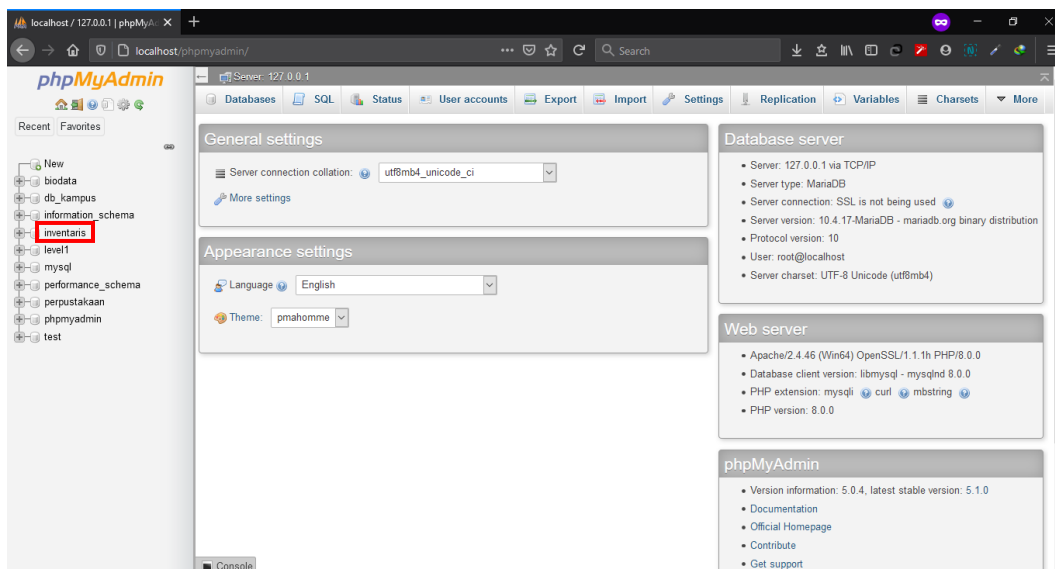 localhost / 127.0.0.1 | phpMyAd
localhost/phpmyadmin/
Search
phpMyAdmin
Recent Favorites
New
biodata
db_kampus
information_schema
inventaris
level1
mysql
performance_schema
perpustakaan
phpmyadmin
test
Server: 127.0.0.1
Databases SQL Status User accounts Export Import Settings Replication Variables Charsets More
General settings
Server connection collation: utf8mb4_unicode_ci
More settings
Appearance settings
Language English
Theme: pmahomme
Database server
Server: 127.0.0.1 via TCP/IP
Server type: MariaDB
Server connection: SSL is not being used
Server version: 10.4.17-MariaDB - mariadb.org binary distribution
Protocol version: 10
User: root@localhost
Server charset: UTF-8 Unicode (utf8mb4)
Web server
Apache/2.4.46 (Win64) OpenSSL/1.1.1h PHP/8.0.0
Database client version: libmysql - mysqlnd 8.0.0
PHP extension: mysqli curl mbstring
PHP version: 8.0.0
phpMyAdmin
Version information: 5.0.4, latest stable version: 5.1.0
Documentation
Official Homepage
Contribute
Get support
Console